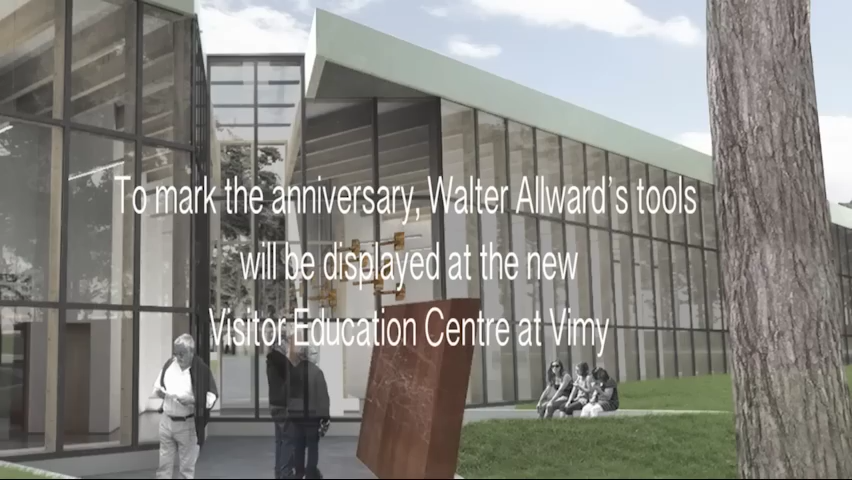 To mark the anniversary, Walter Allward's tools
will be displayed at the new
Visitor Education Centre at Vimy